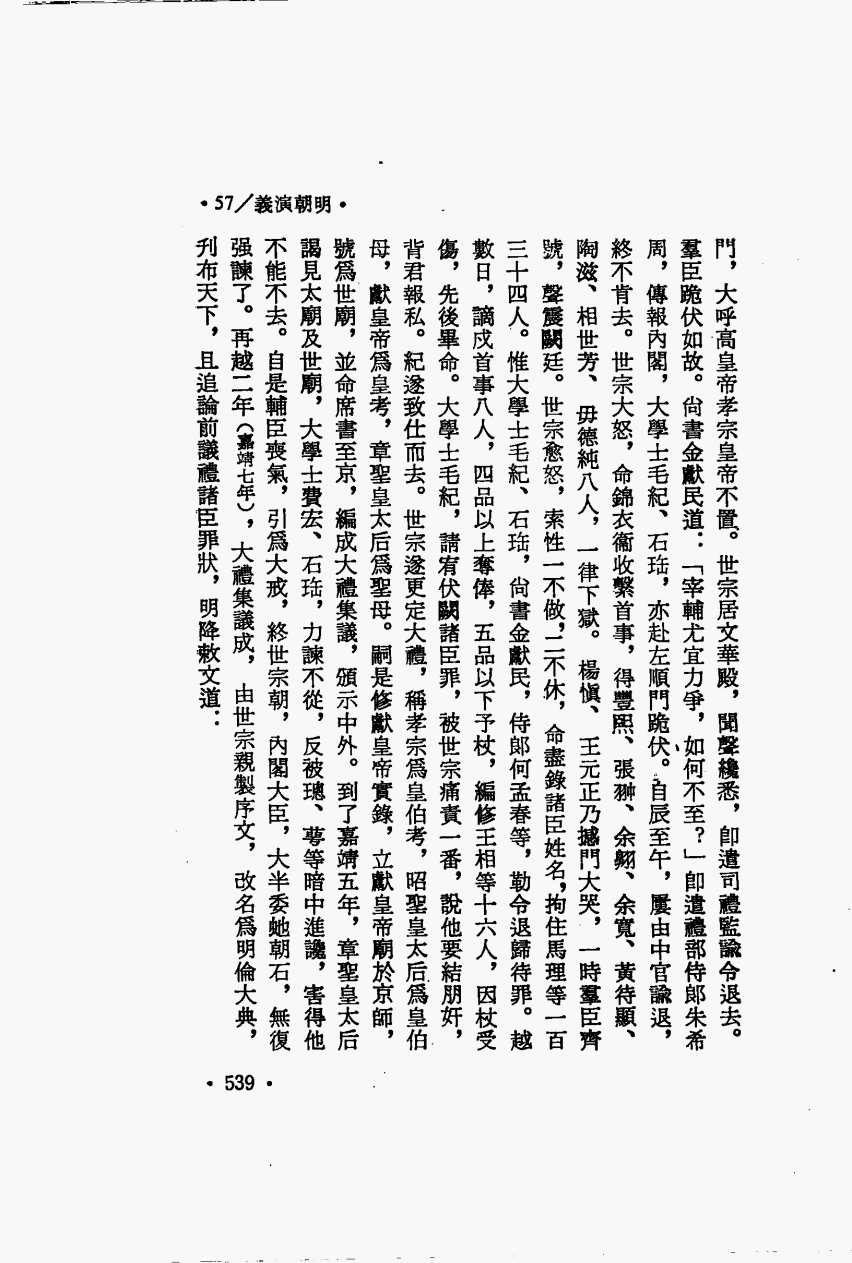 •57/義演朝明•
門，大呼高皇帝孝宗皇帝不置。世宗居文華殿，聞聲纔悉，卽遣司禮監諭令退去。
羣臣跪伏如故。尙書金獻民道：「宰輔尤宜力爭，如何不至？」卽遣禮部侍郞朱希
周，傳報內閣，大學士毛紀、石珤，亦赴左順門跪伏。自辰至午，屢由中官諭退，
終不肯去。世宗大怒，命錦衣衞收繫首事，得豐熙、張翀、余翶、余寬、黃待顯、
陶滋、相世芳、毋德純八人，一律下獄。楊愼、王元正乃撼門大哭，一時羣臣齊
號，聲震闕廷。世宗愈怒，索性一不做，二不休，命盡錄諸臣姓名，拘住馬理等一百
三十四人。惟大學士毛紀、石珤，尙書金獻民，侍郞何孟春等，勒令退歸待罪。越
數日，謫戍首事八人，四品以上奪俸，五品以下予杖，編修王相等十六人，因杖受
傷，先後畢命。大學士毛紀，請宥伏闕諸臣罪，被世宗痛責一番，說他要結朋奸，
背君報私。紀遂致仕而去。世宗遂更定大禮，稱孝宗爲皇伯考，昭聖皇太后爲皇伯
母，獻皇帝爲皇考，章聖皇太后爲聖母。嗣是修獻皇帝實錄，立獻皇帝廟於京師，
號爲世廟，並命席書至京，編成大禮集議，頒示中外。到了嘉靖五年，章聖皇太后
謁見太廟及世廟，大學士費宏、石珤，力諫不從，反被璁、萼等暗中進讒，害得他
不能不去。自是輔臣喪氣，引爲大戒，終世宗朝，內閣大臣，大半委虵朝右，無復
强諫了。再越二年（嘉靖七年），大禮集議成，由世宗親製序文，改名爲明倫大典，
刋布天下，且追論前議禮諸臣罪狀，明降敕文道：
•539•